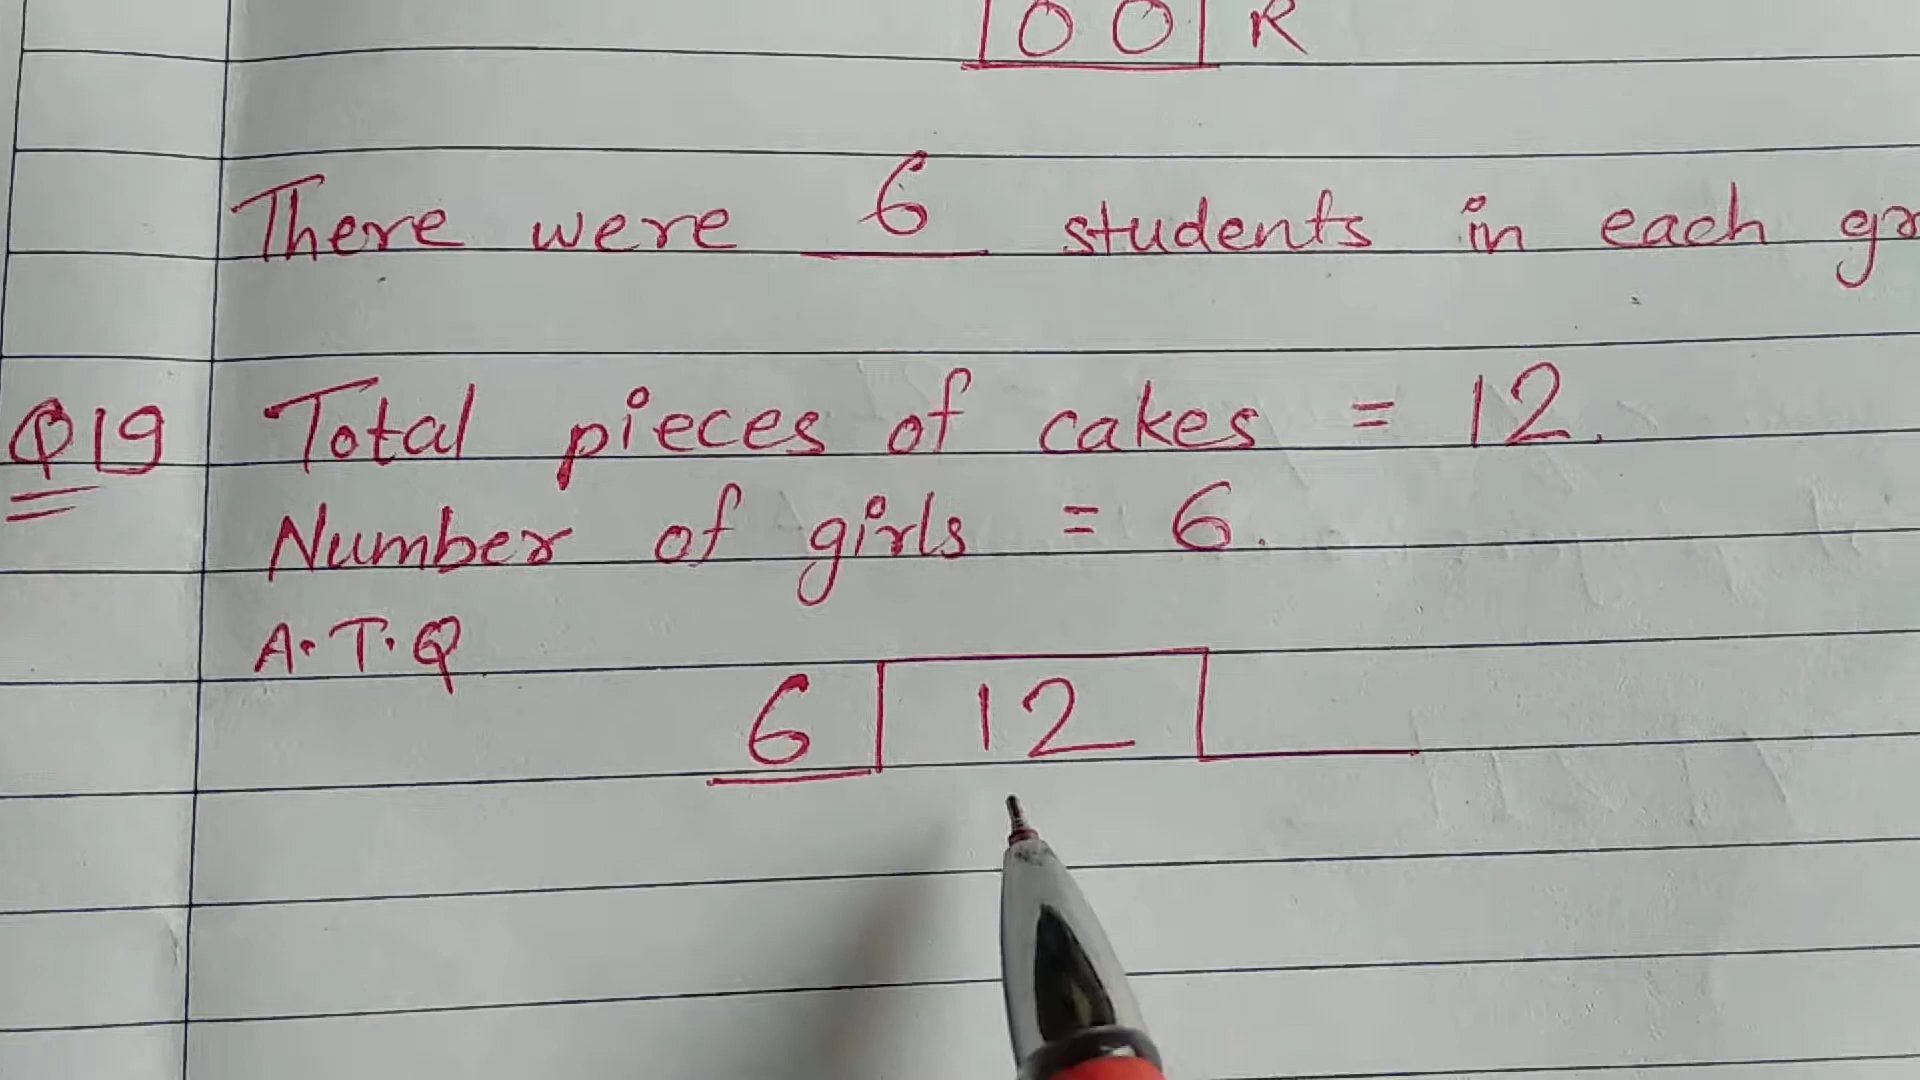 00 R
There were 6 students in each
Q19 Total pieces of cakes = 12.
Number of girls = 6.
A.T.Q
6 12